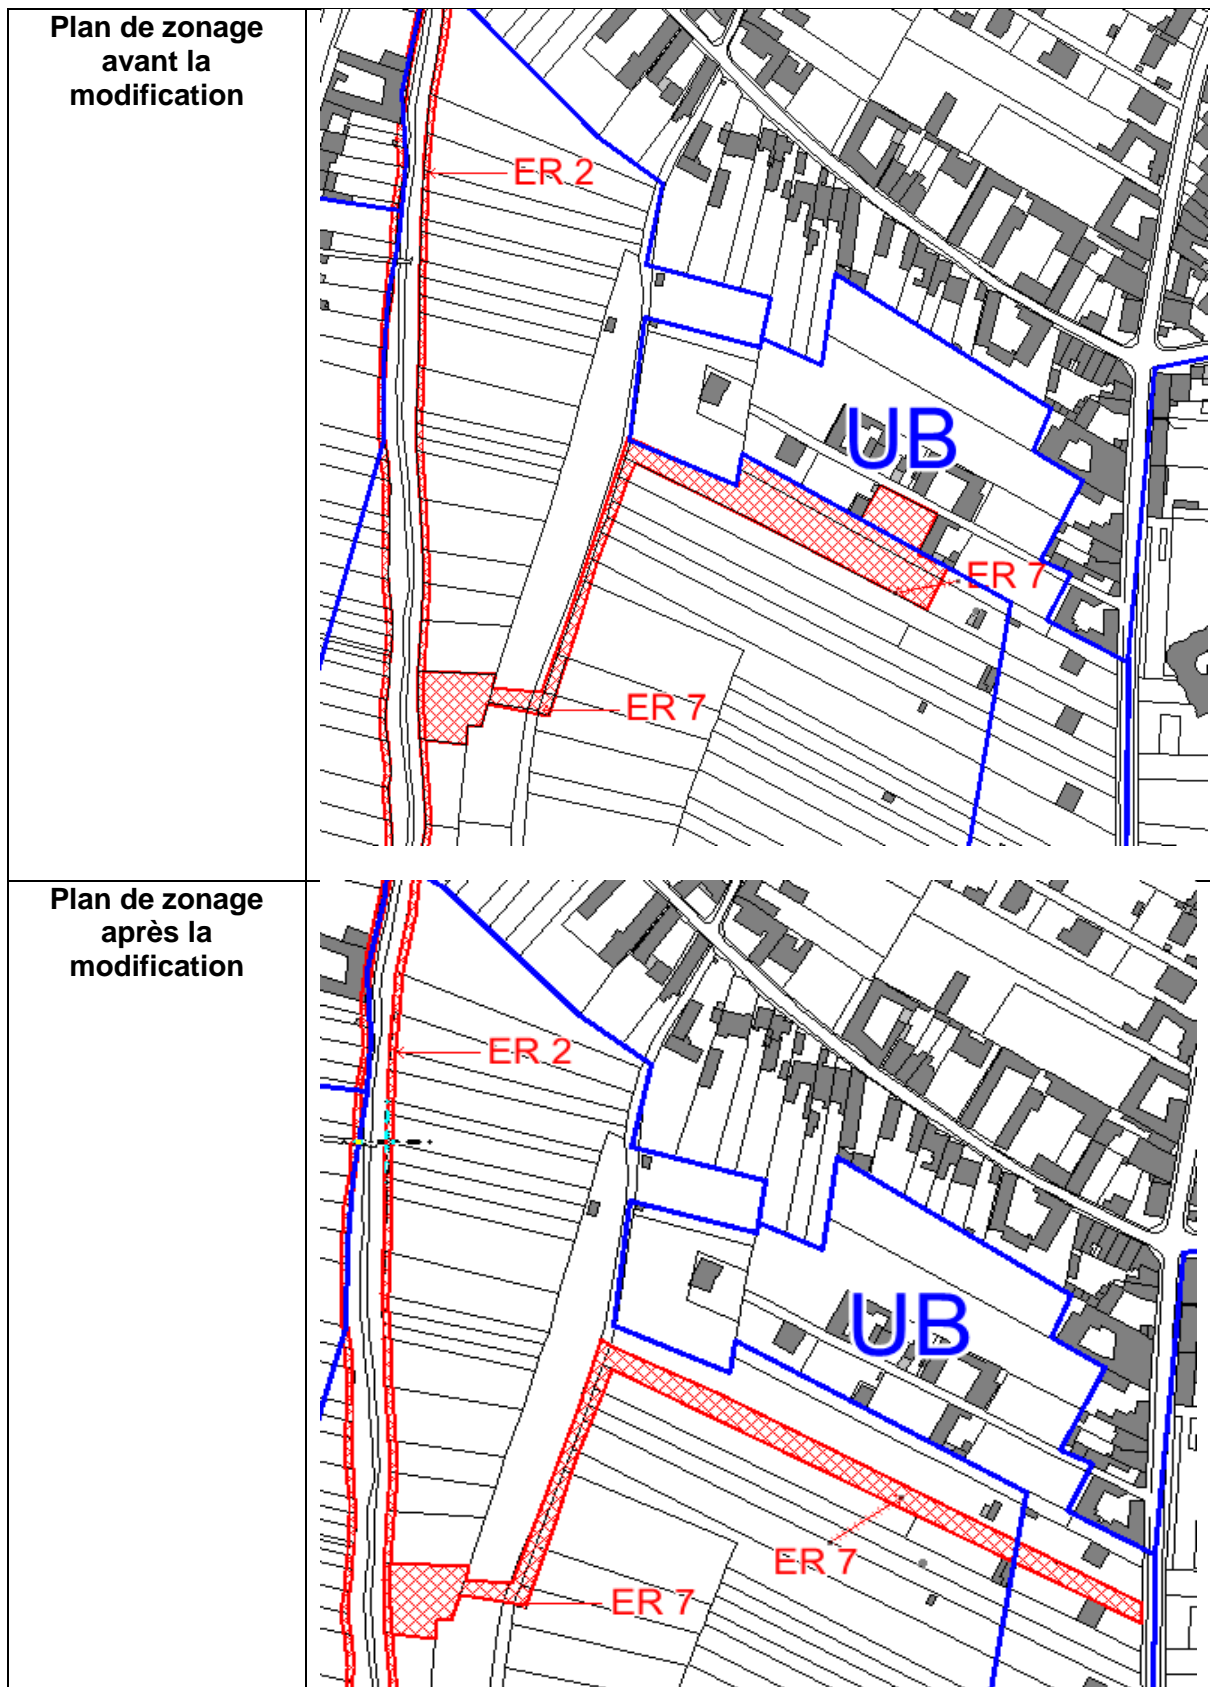 Plan de zonage
avant la
modification
ER 2
UB
ER 7
ER 7
Plan de zonage
après la
modification
ER 2
UB
ER 7
ER 7